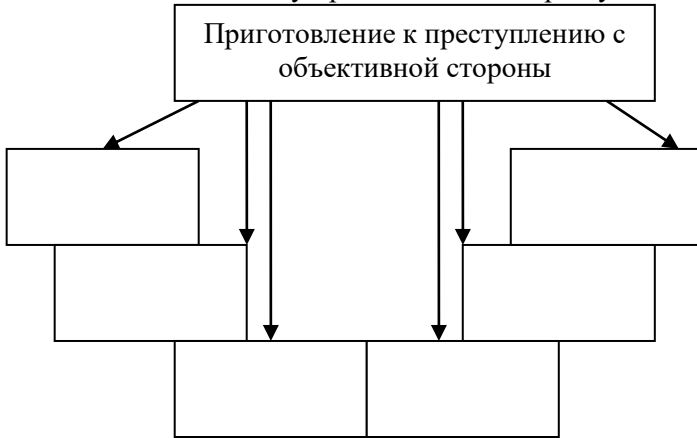 Приготовление к преступлению с
объективной стороны